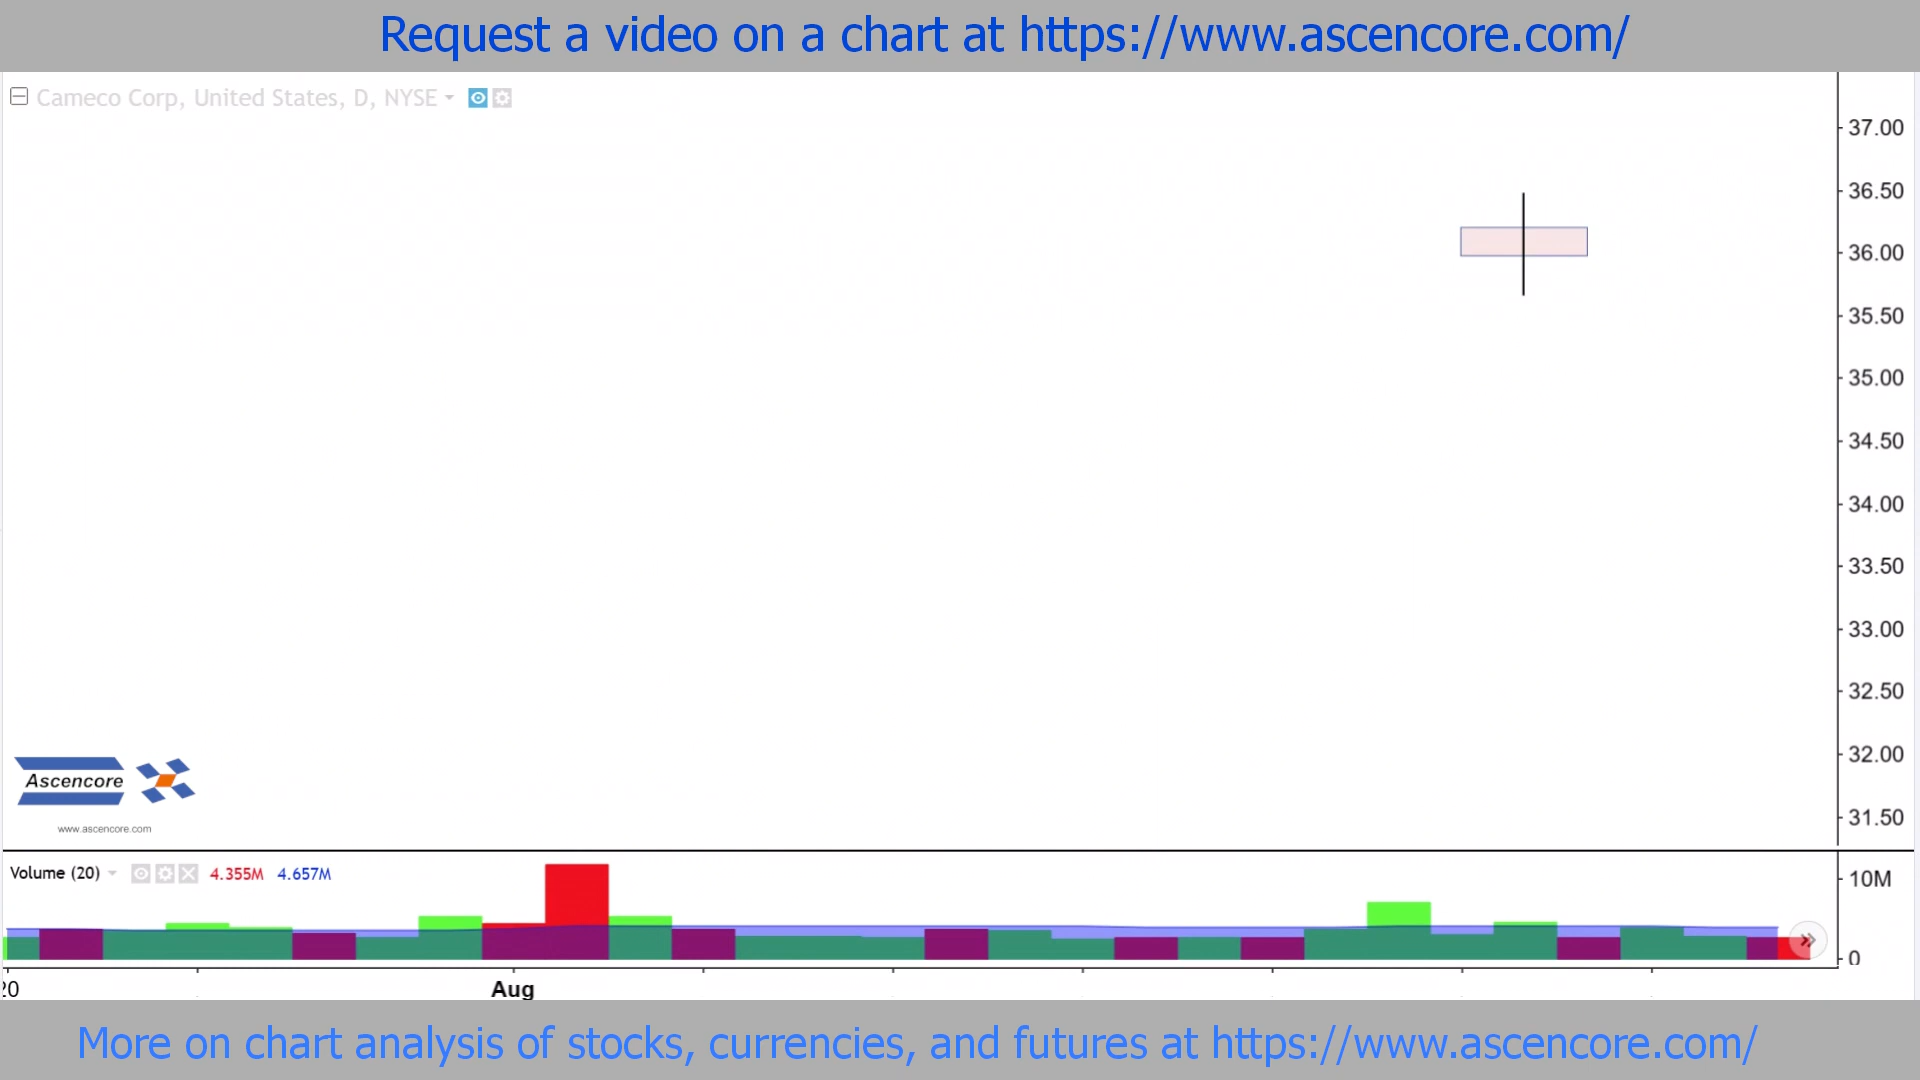 Request a video on a chart at https://www.ascencore.com/
Cameco Corp, United States, D, NYSE
37.00
36.50
36.00
35.50
35.00
34.50
34.00
33.50
33.00
32.50
32.00
31.50
Ascencore
www.ascencore.com
Volume (20) 4.355M 4.657M
10M
0
20 Aug
More on chart analysis of stocks, currencies, and futures at https://www.ascencore.com/